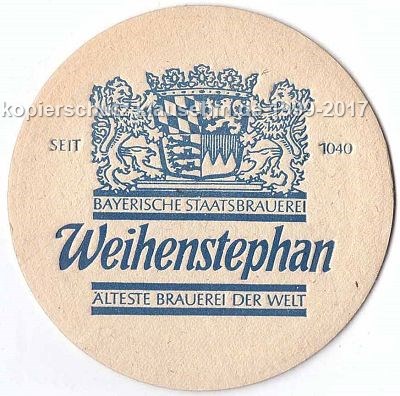 SEIT 1040
BAYERISCHE STAATSBRAUEREI
Weihenstephan
ÄLTESTE BRAUEREI DER WELT